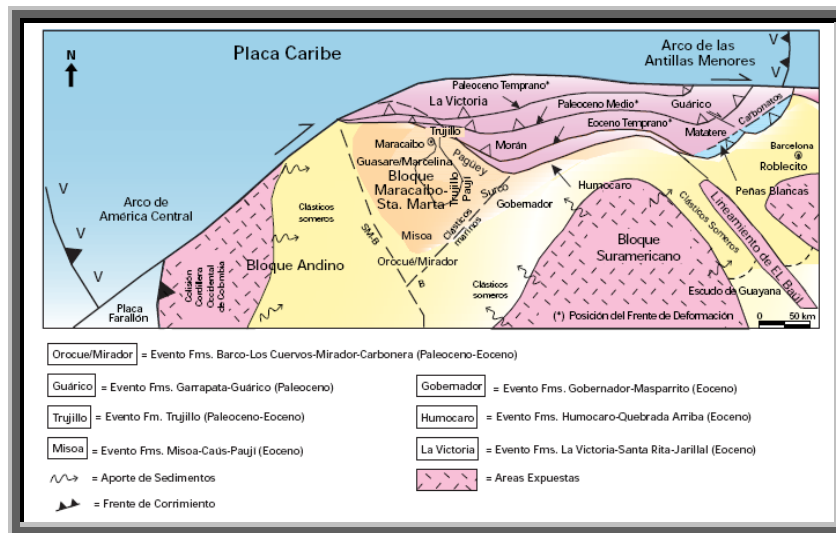 Placa Caribe
N
Arco de las
Antillas Menores
V
V
Paleoceno Temprano*
La Victoria
Paleoceno Medio*
Guárico
Carbonatos
Eoceno Temprano*
Matatere
Trujillo
Maracaibo
Morán
Barcelona
Roblecito
Guasare/Marcelina
Pagüey
Bloque
Maracaibo-
Sta. Marta
Trujillo
Paují
Surco
Humocaro
Peñas Blancas
V
Arco de
América Central
V
V
Clásticos
someros
Gobernador
Clásticos
marinos
Misoa
SM-B
Clásticos Someros
Lineamiento de EL Baúl
Bloque
Suramericano
Bloque Andino
Orocue/Mirador
B
Colisión
Cordillera
Occidental
de Colombia
Clásticos
someros
Escudo de Guayana
Placa
Farallón
(*) Posición del Frente de Deformación
0 50 km
Orocue/Mirador = Evento Fms. Barco-Los Cuervos-Mirador-Carbonera (Paleoceno-Eoceno)
Guárico = Evento Fms. Garrapata-Guárico (Paleoceno)
Gobernador = Evento Fms. Gobernador-Masparrito (Eoceno)
Trujillo = Evento Fm. Trujillo (Paleoceno-Eoceno)
Humocaro = Evento Fms. Humocaro-Quebrada Arriba (Eoceno)
Misoa = Evento Fms. Misoa-Caús-Paují (Eoceno)
La Victoria = Evento Fms. La Victoria-Santa Rita-Jarillal (Eoceno)
= Aporte de Sedimentos
= Areas Expuestas
= Frente de Corrimiento